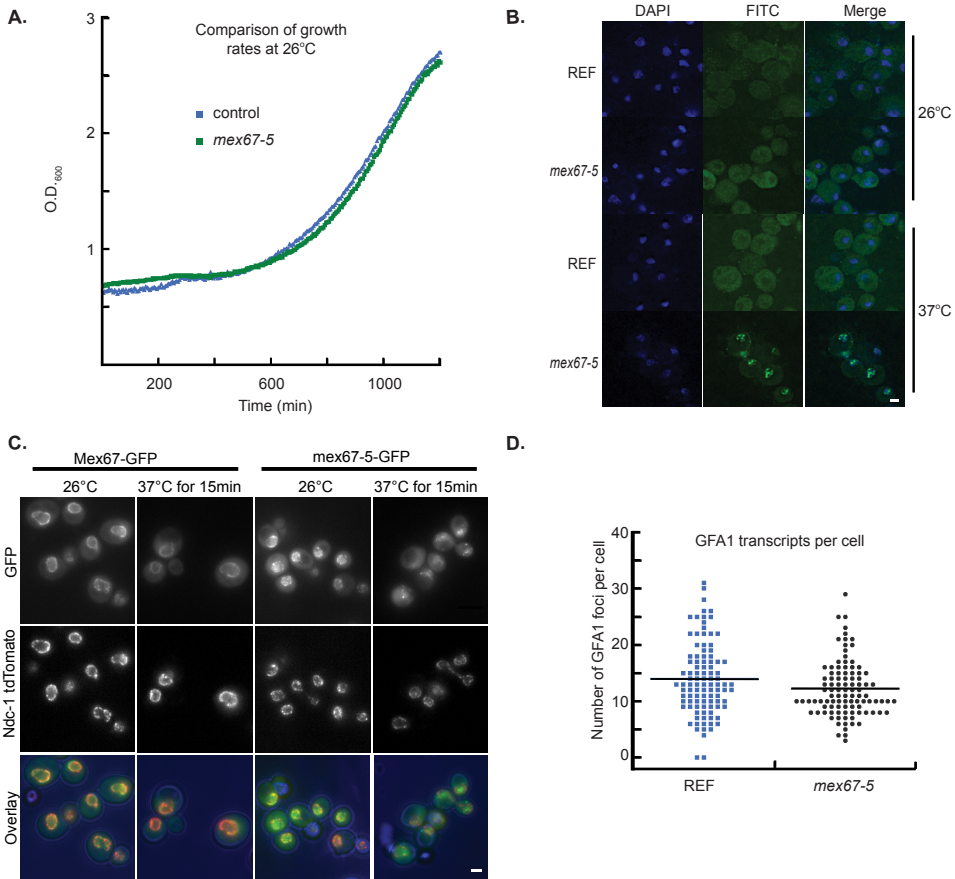 A.
Comparison of growth
rates at 26°C
control
mex67-5
O.D.600
3
2
1
200
600
1000
Time (min)
B.
DAPI
FITC
Merge
REF
mex67-5
REF
mex67-5
26°C
37°C
C.
Mex67-GFP
mex67-5-GFP
26°C
37°C for 15min
26°C
37°C for 15min
GFP
Ndc-1 tdTomato
Overlay
D.
GFA1 transcripts per cell
Number of GFA1 foci per cell
40
30
20
10
0
REF
mex67-5